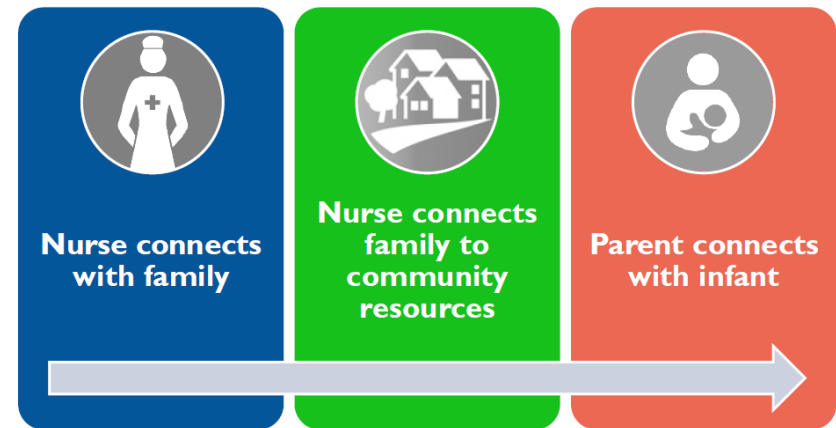 Nurse connects
with family
Nurse connects
family to
community
resources
Parent connects
with infant